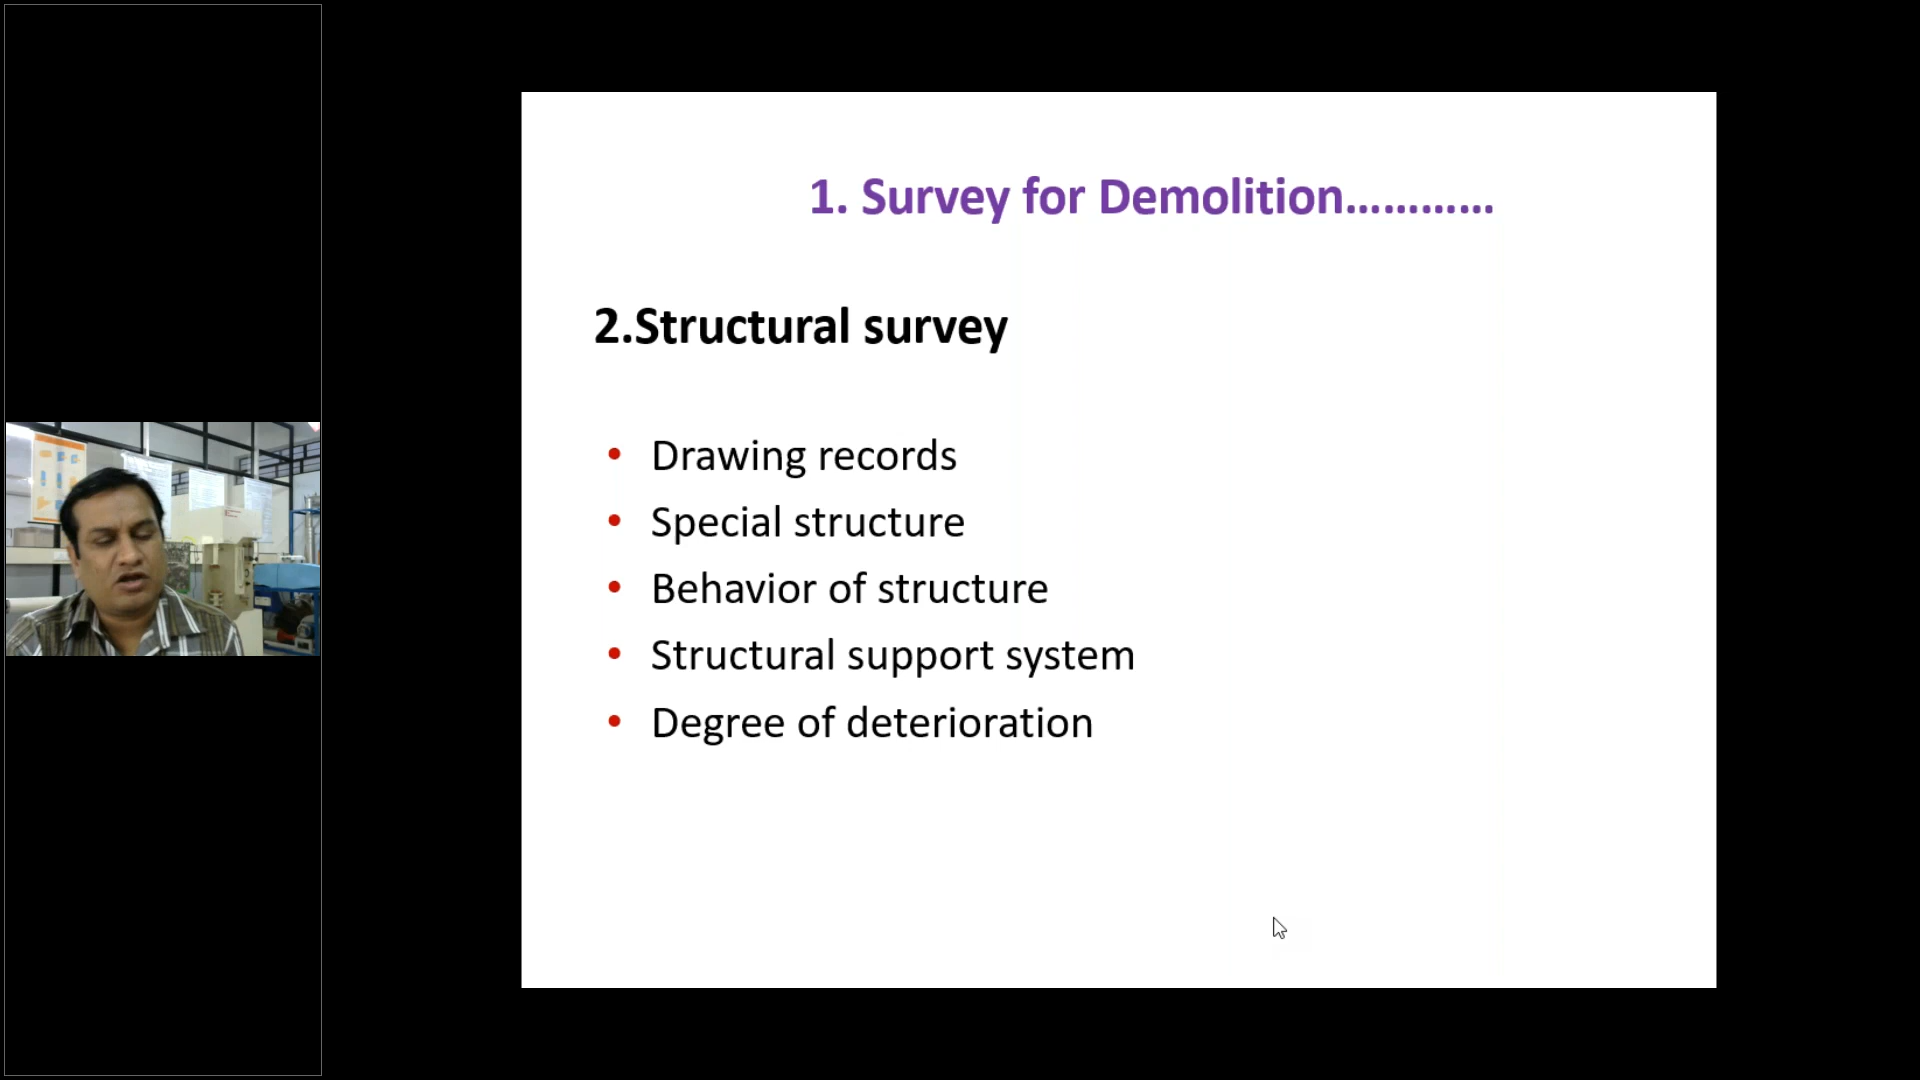 1. Survey for Demolition............
2.Structural survey
• Drawing records
• Special structure
• Behavior of structure
• Structural support system
• Degree of deterioration